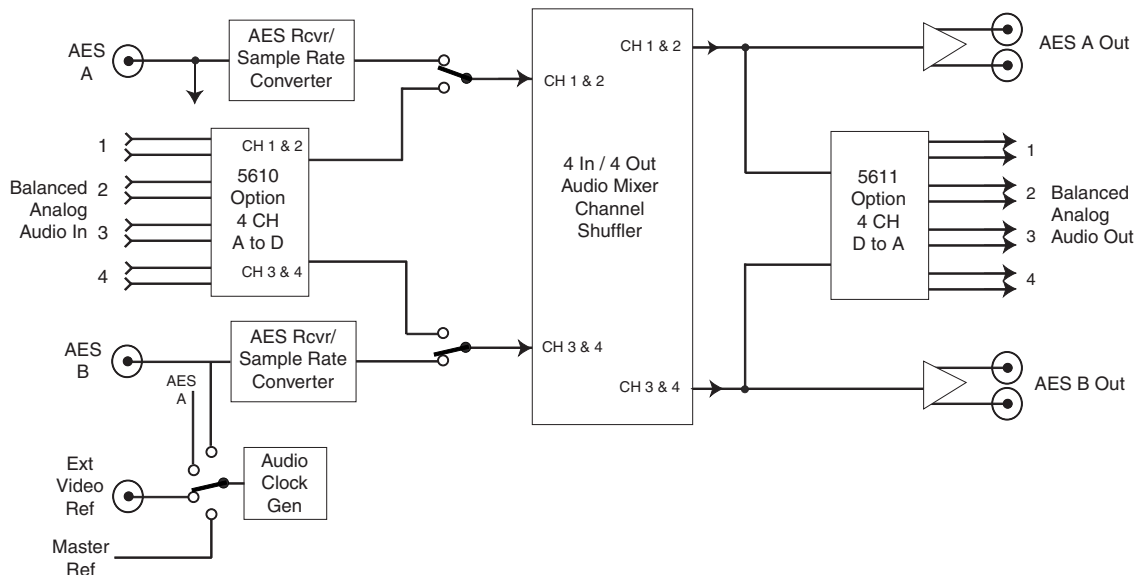 AES
A
AES Rcvr/
Sample Rate
Converter
CH 1 & 2
CH 1 & 2
AES A Out
1
Balanced
Analog
Audio In
2
3
4
CH 1 & 2
5610
Option
4 CH
A to D
CH 3 & 4
4 In / 4 Out
Audio Mixer
Channel
Shuffler
5611
Option
4 CH
D to A
1
2
3
4
Balanced
Analog
Audio Out
AES
B
AES Rcvr/
Sample Rate
Converter
CH 3 & 4
CH 3 & 4
AES B Out
AES
A
Ext
Video
Ref
Audio
Clock
Gen
Master
Ref